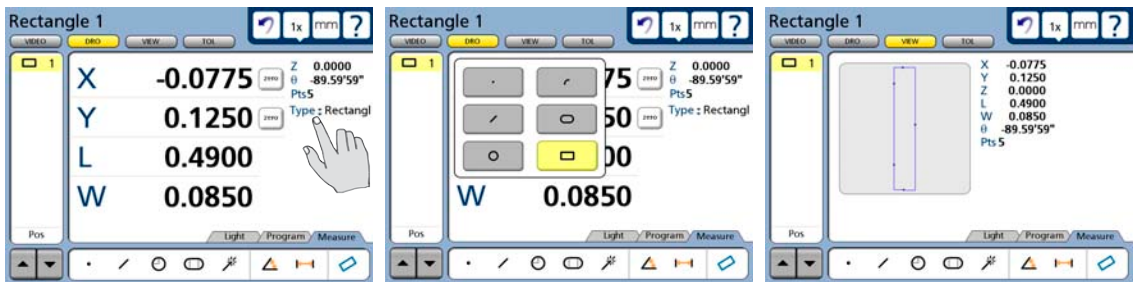 Rectangle 1
1x mm ?
VIDEO DRO VIEW TOL
1
X -0.0775 zero
Y 0.1250 zero
L 0.4900
W 0.0850
Z 0.0000
θ -89.59'59"
Pts 5
Type : Rectangl
Pos
Light Program Measure
Rectangle 1
1x mm ?
VIDEO DRO VIEW TOL
1
75 zero
50 zero
00
W 0.0850
Z 0.0000
θ -89.59'59"
Pts 5
Type : Rectangl
Pos
Light Program Measure
Rectangle 1
1x mm ?
VIDEO DRO VIEW TOL
1
X -0.0775
Y 0.1250
Z 0.0000
L 0.4900
W 0.0850
θ -89.59'59"
Pts 5
Pos
Light Program Measure